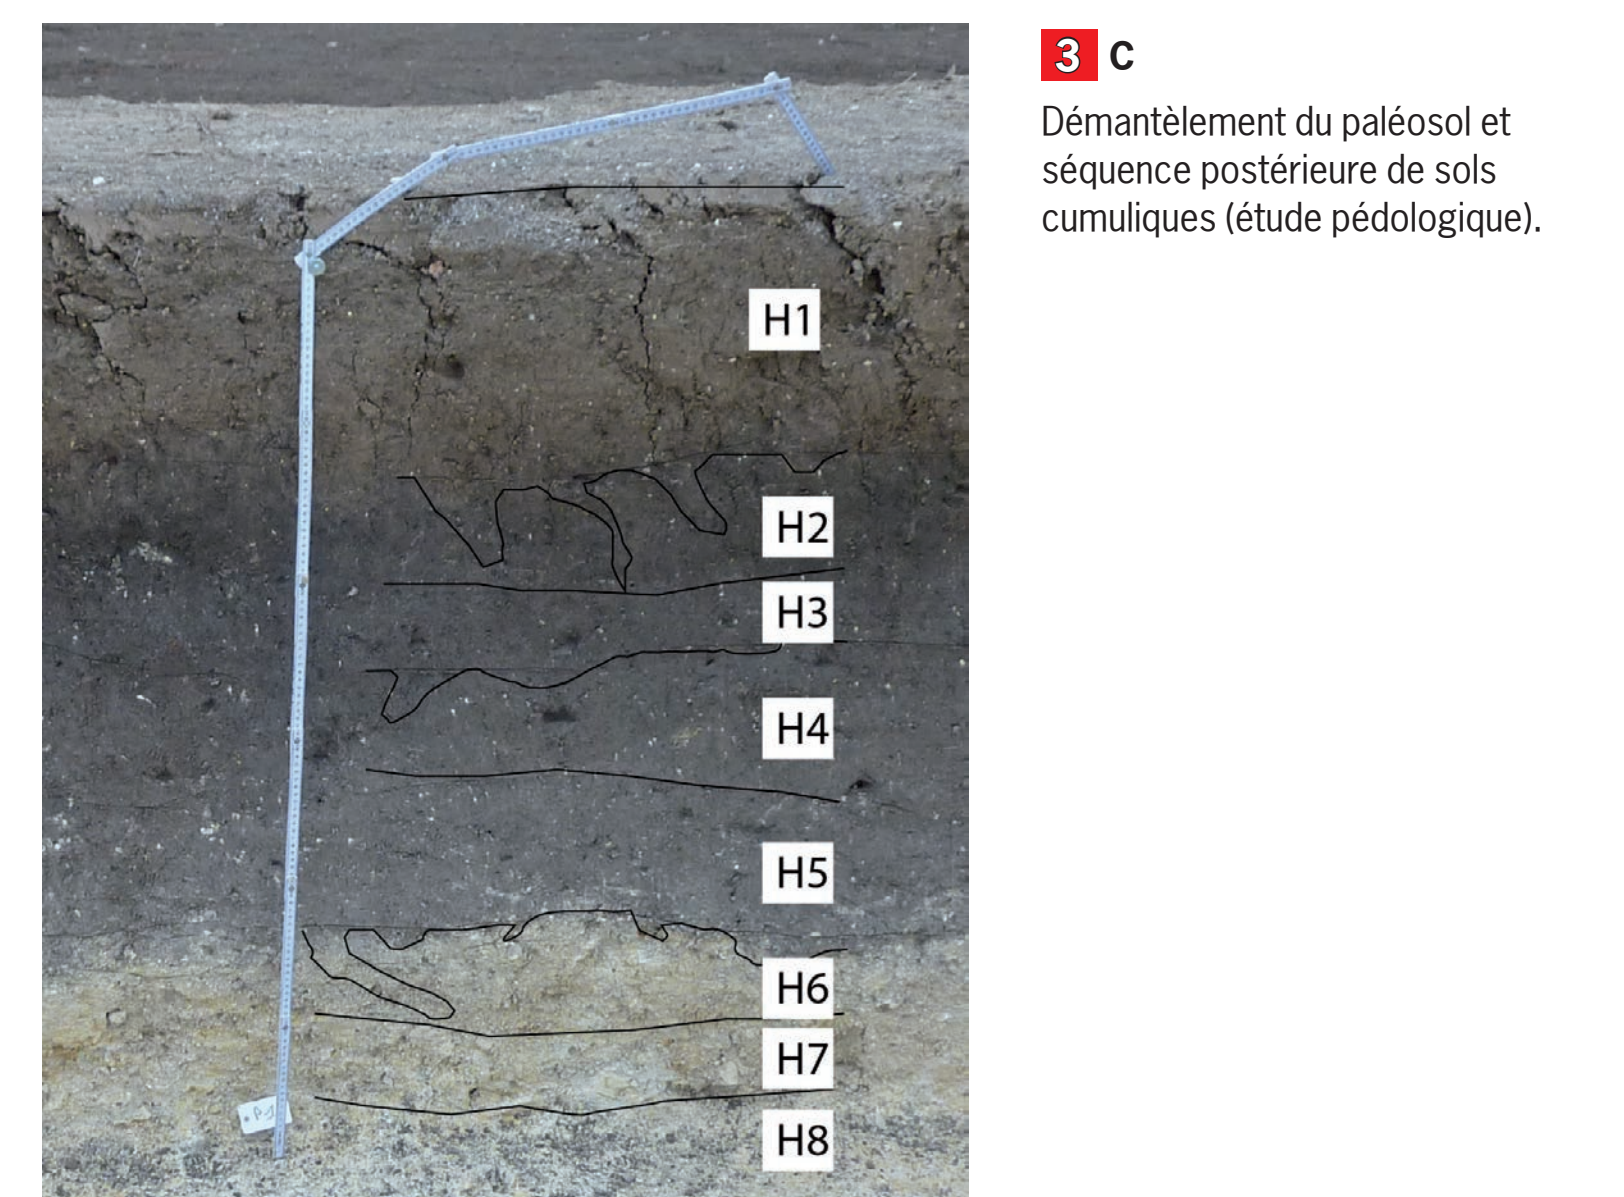 3 C
Démantèlement du paléosol et
séquence postérieure de sols
cumuliques (étude pédologique).
H1
H2
H3
H4
H5
H6
H7
H8